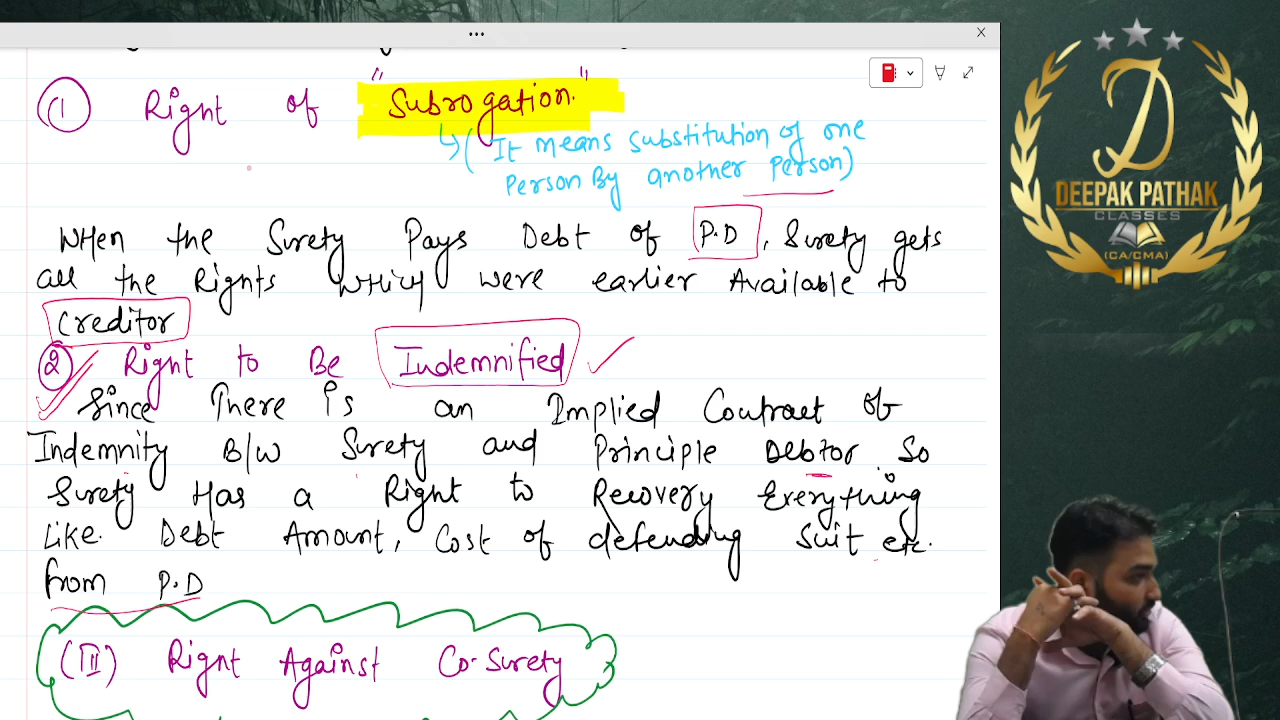 ① Right of "Subrogation."
(It means substitution of one
Person By another Person)
When the Surety Pays Debt of P.D, Surety gets
all the Rights which were earlier Available to
Creditor
② Right to Be Indemnified
Since There is an Implied Contract of
Indemnity B/W Surety and Principle Debtor So
Surety Has a Right to Recovery Everything
Like Debt Amount, Cost of defending Suit etc.
from P.D
(III) Right Against Co-Surety
D
DEEPAK PATHAK
CLASSES
(CA/CMA)